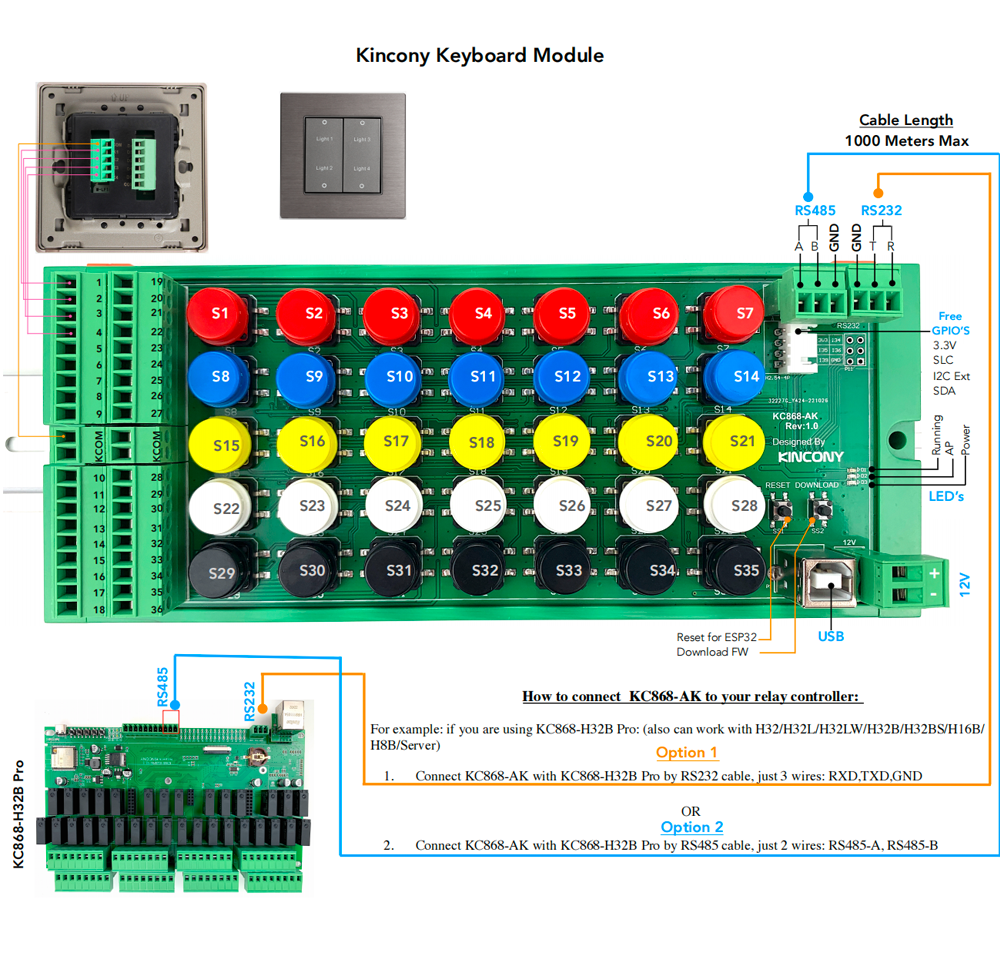 Kincony Keyboard Module
Cable Length
1000 Meters Max
Light 1
Light 3
Light 2
Light 4
RS485
RS232
A
B
GND
GND
T
R
1
2
3
4
5
6
7
8
9
KCOM
10
11
12
13
14
15
16
17
18
19
20
21
22
23
24
25
26
27
KCOM
28
29
30
31
32
33
34
35
36
S1
S2
S3
S4
S5
S6
S7
S8
S9
S10
S11
S12
S13
S14
S15
S16
S17
S18
S19
S20
S21
S22
S23
S24
S25
S26
S27
S28
S29
S30
S31
S32
S33
S34
S35
RS232
Free
GPIO'S
3.3V
SLC
I2C Ext
SDA
KC868-AK
Rev:1.0
Designed By
KINCONY
Running
AP
Power
LED's
RESET DOWNLOAD
SS1
SS2
12V
12V
+
-
USB
Reset for ESP32
Download FW
RS485
RS232
KC868-H32B Pro
How to connect KC868-AK to your relay controller:
For example: if you are using KC868-H32B Pro: (also can work with H32/H32L/H32LW/H32B/H32BS/H16B/
H8B/Server)
Option 1
1. Connect KC868-AK with KC868-H32B Pro by RS232 cable, just 3 wires: RXD,TXD,GND
OR
Option 2
2. Connect KC868-AK with KC868-H32B Pro by RS485 cable, just 2 wires: RS485-A, RS485-B